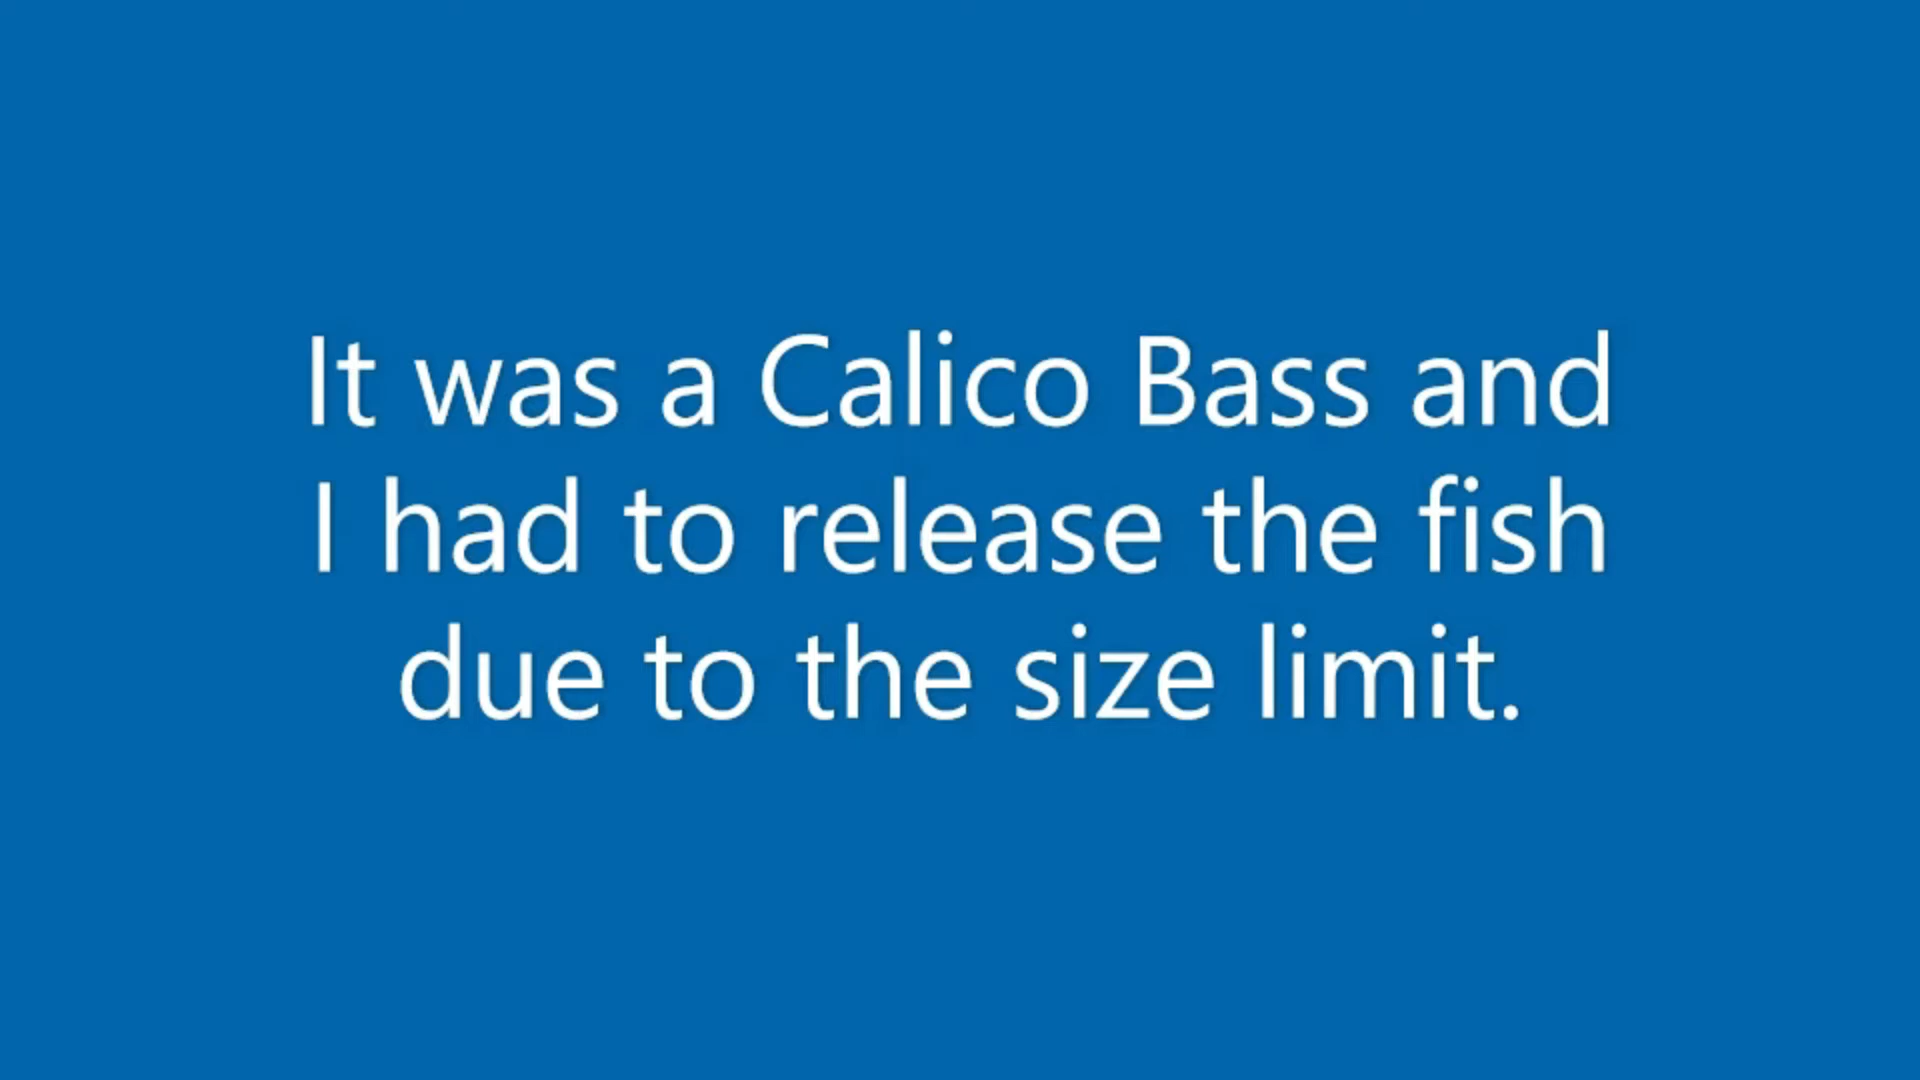 It was a Calico Bass and
I had to release the fish
due to the size limit.